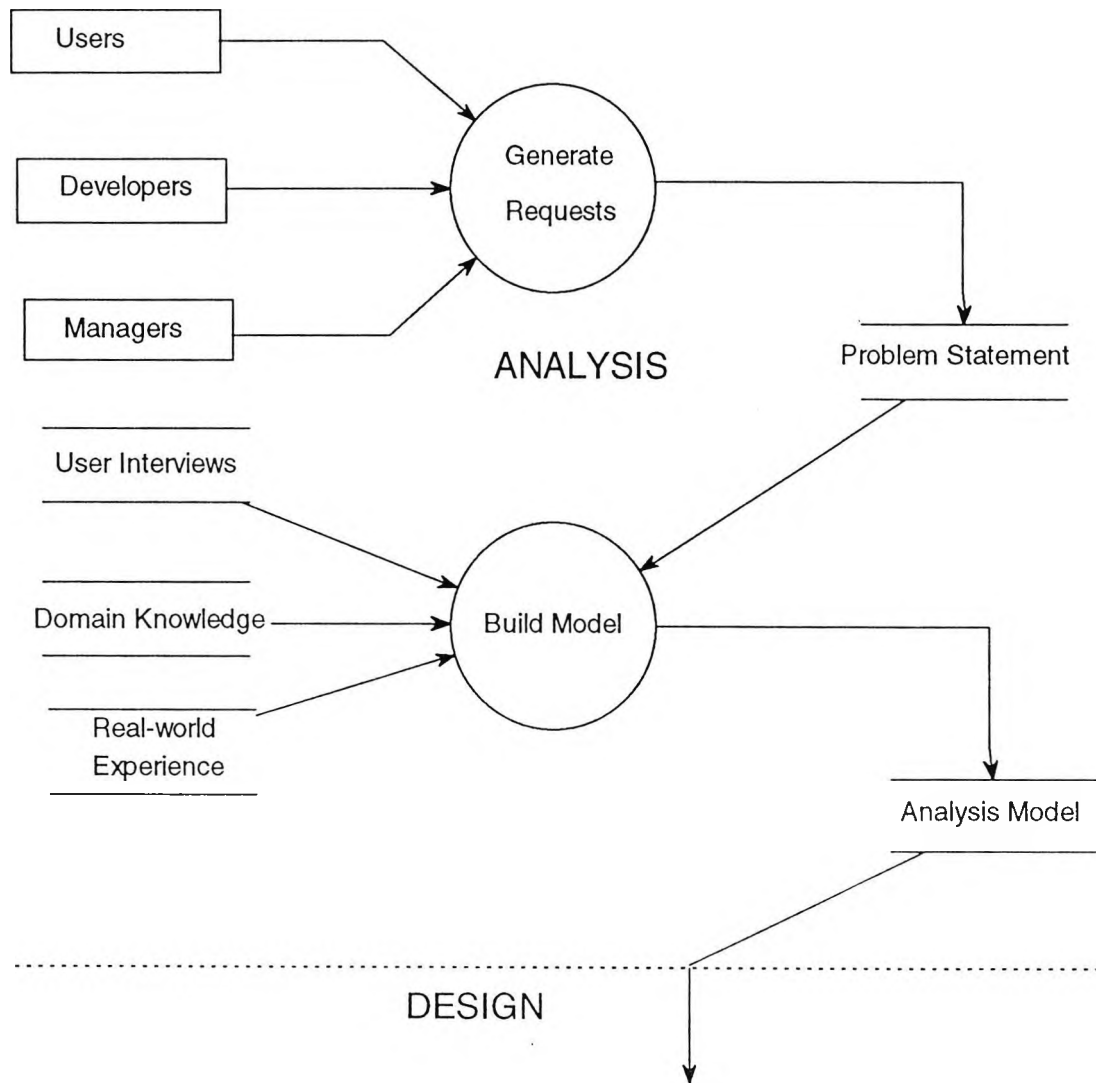 Users
Generate
Requests
Developers
Managers
ANALYSIS
Problem Statement
User Interviews
Domain Knowledge
Build Model
Real-world
Experience
Analysis Model
DESIGN